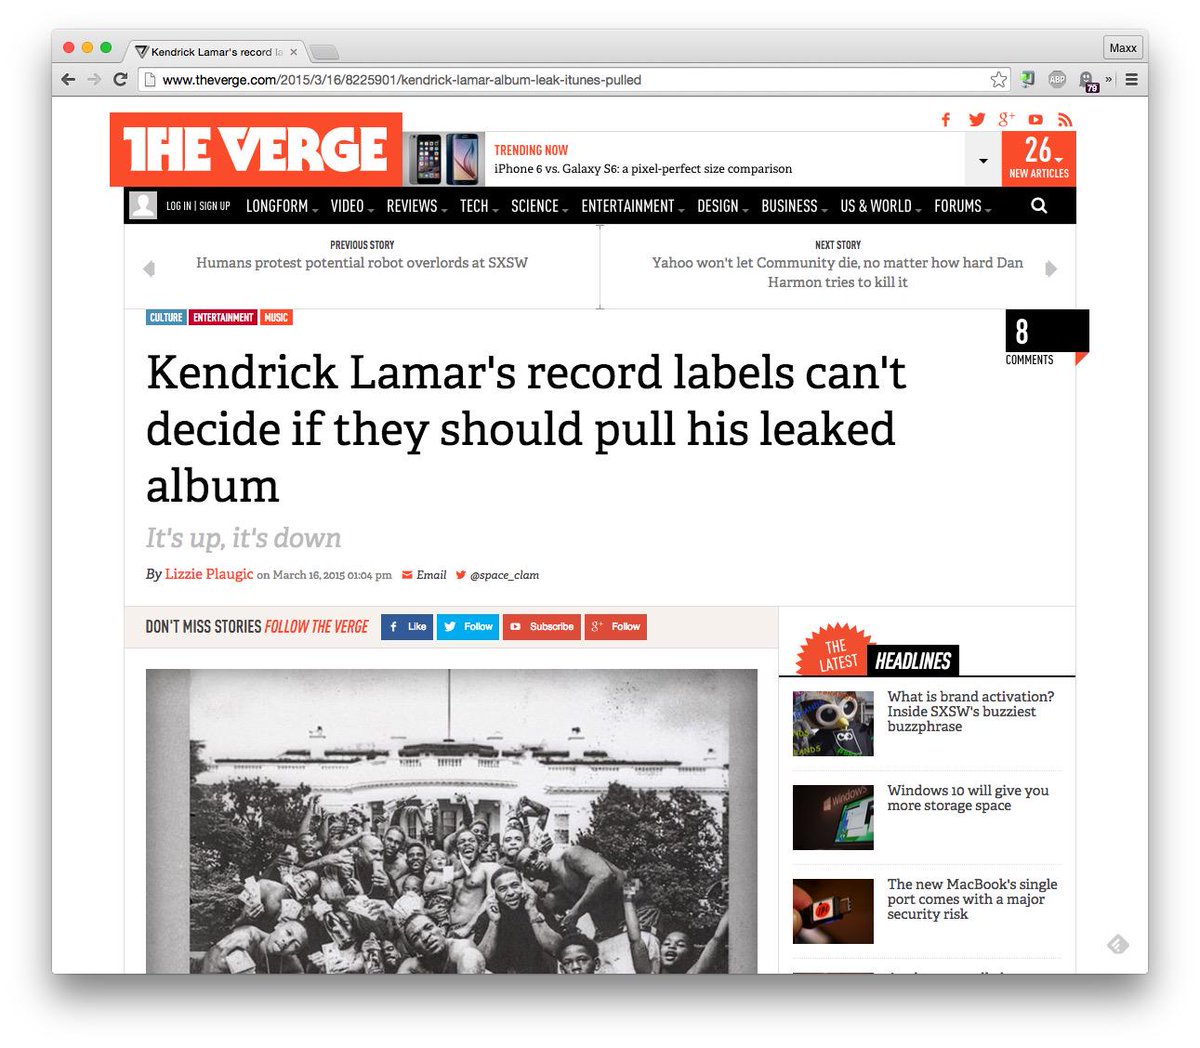 Kendrick Lamar's record la
Maxx
www.theverge.com/2015/3/16/8225901/kendrick-lamar-album-leak-itunes-pulled
ABP
79
THE VERGE
TRENDING NOW
iPhone 6 vs. Galaxy S6: a pixel-perfect size comparison
26
NEW ARTICLES
LOG IN | SIGN UP LONGFORM VIDEO REVIEWS TECH SCIENCE ENTERTAINMENT DESIGN BUSINESS US & WORLD FORUMS
PREVIOUS STORY
Humans protest potential robot overlords at SXSW
NEXT STORY
Yahoo won't let Community die, no matter how hard Dan
Harmon tries to kill it
CULTURE ENTERTAINMENT MUSIC
8
COMMENTS
Kendrick Lamar's record labels can't
decide if they should pull his leaked
album
It's up, it's down
By Lizzie Plaugic on March 16, 2015 01:04 pm Email @space_clam
DON'T MISS STORIES FOLLOW THE VERGE
Like
Follow
Subscribe
g+ Follow
THE
LATEST
HEADLINES
What is brand activation?
Inside SXSW's buzziest
buzzphrase
Windows 10 will give you
more storage space
Windows
The new MacBook's single
port comes with a major
security risk